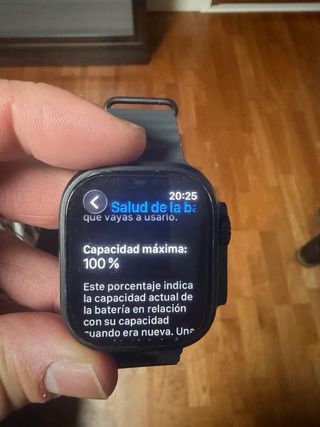 20:25
Salud de la ba
que vayas a usarlo.
Capacidad máxima:
100 %
Este porcentaje indica
la capacidad actual de
la batería en relación
con su capacidad
cuando era nueva. Una